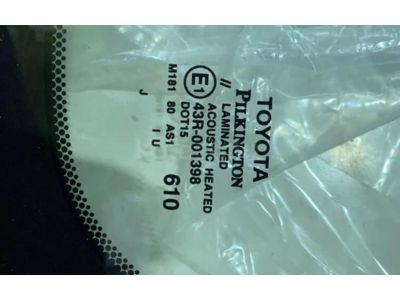 TOYOTA
PILKINGTON
// LAMINATED
ACOUSTIC HEATED
E1 43R-001398
DOT15
M181 80 AS1
I U
J
610